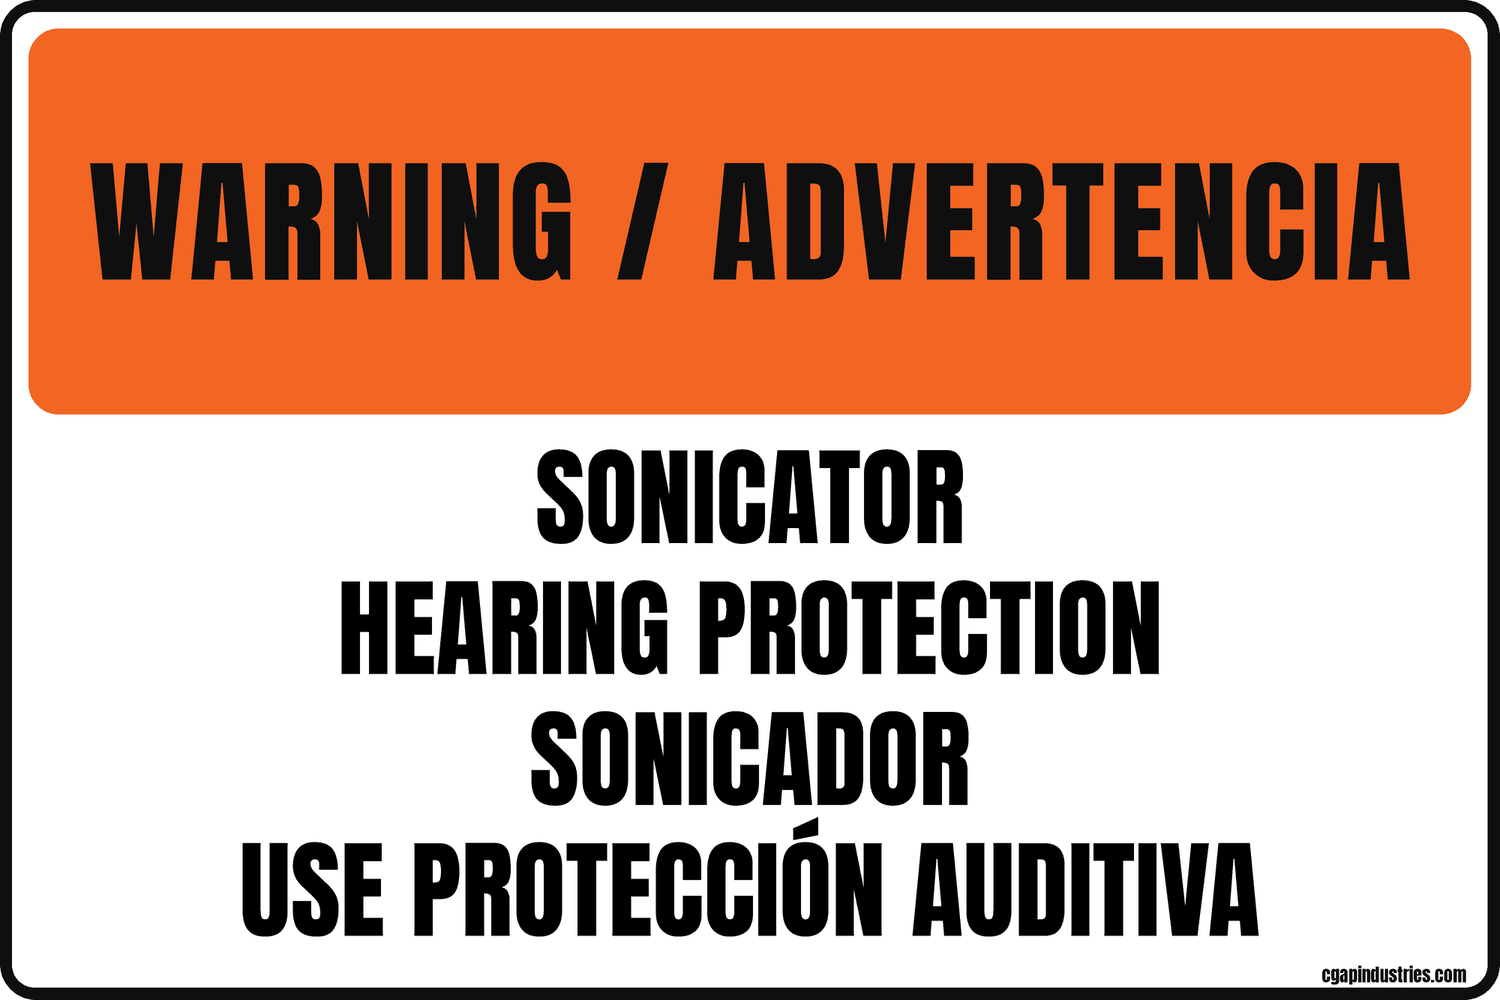 WARNING / ADVERTENCIA
SONICATOR
HEARING PROTECTION
SONICADOR
USE PROTECCIÓN AUDITIVA
cgapindustries.com